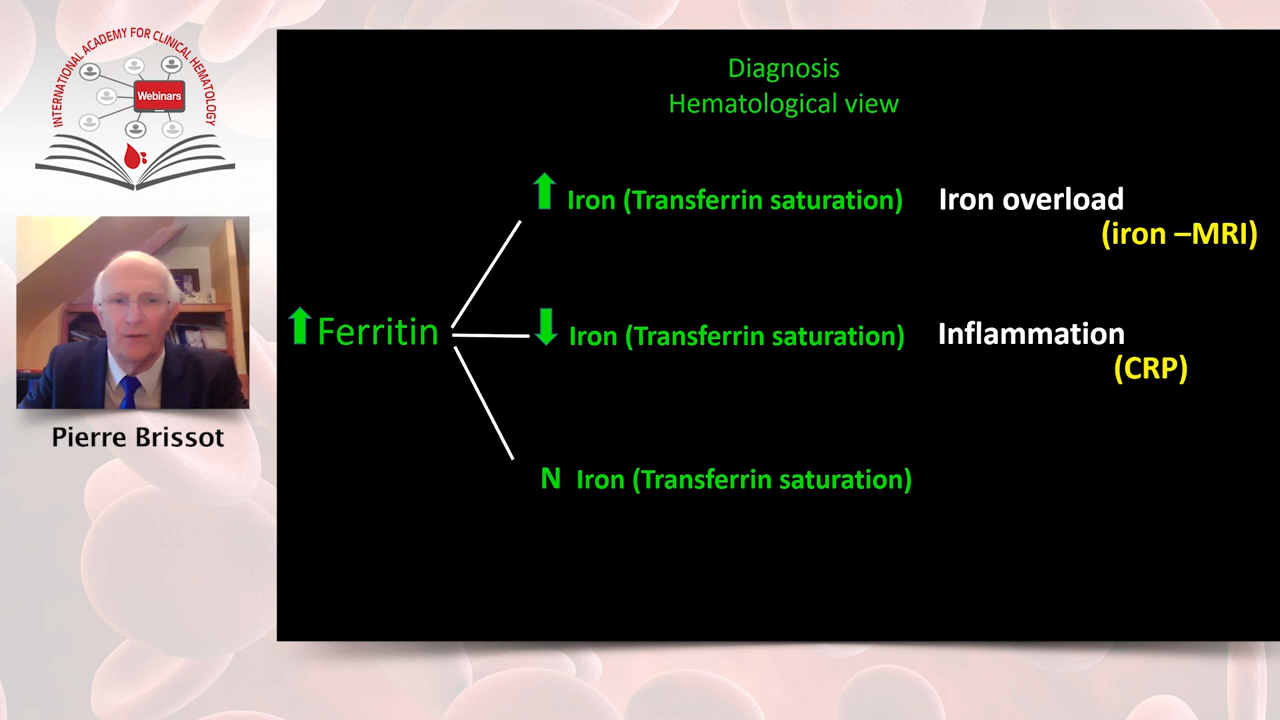 INTERNATIONAL ACADEMY FOR CLINICAL HEMATOLOGY
Webinars
Pierre Brissot
Diagnosis
Hematological view
Iron (Transferrin saturation) Iron overload
(iron –MRI)
Ferritin
Iron (Transferrin saturation) Inflammation
(CRP)
N Iron (Transferrin saturation)